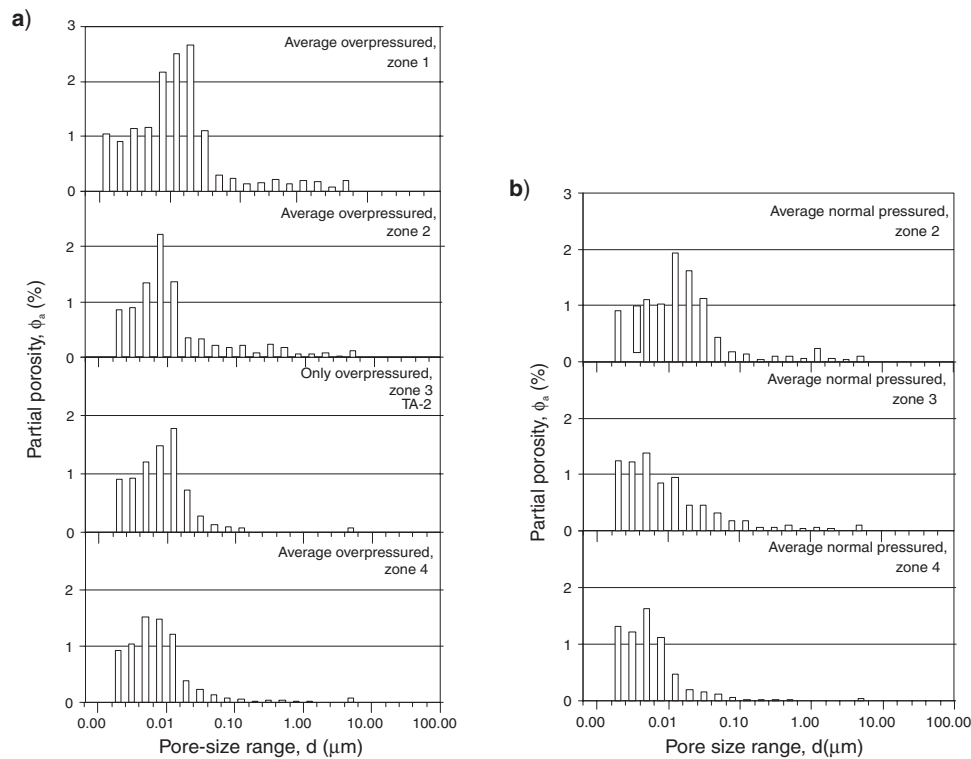 a)
3
2
1
0
Average overpressured,
zone 1
2
1
0
Average overpressured,
zone 2
2
1
0
Only overpressured,
zone 3
TA-2
2
1
0
Average overpressured,
zone 4
Partial porosity, ϕa (%)
0.00 0.01 0.10 1.00 10.00 100.00
Pore-size range, d (μm)
b)
3
2
1
0
Average normal pressured,
zone 2
2
1
0
Average normal pressured,
zone 3
2
1
0
Average normal pressured,
zone 4
Partial porosity, ϕa (%)
0.00 0.01 0.10 1.00 10.00 100.00
Pore size range, d(μm)